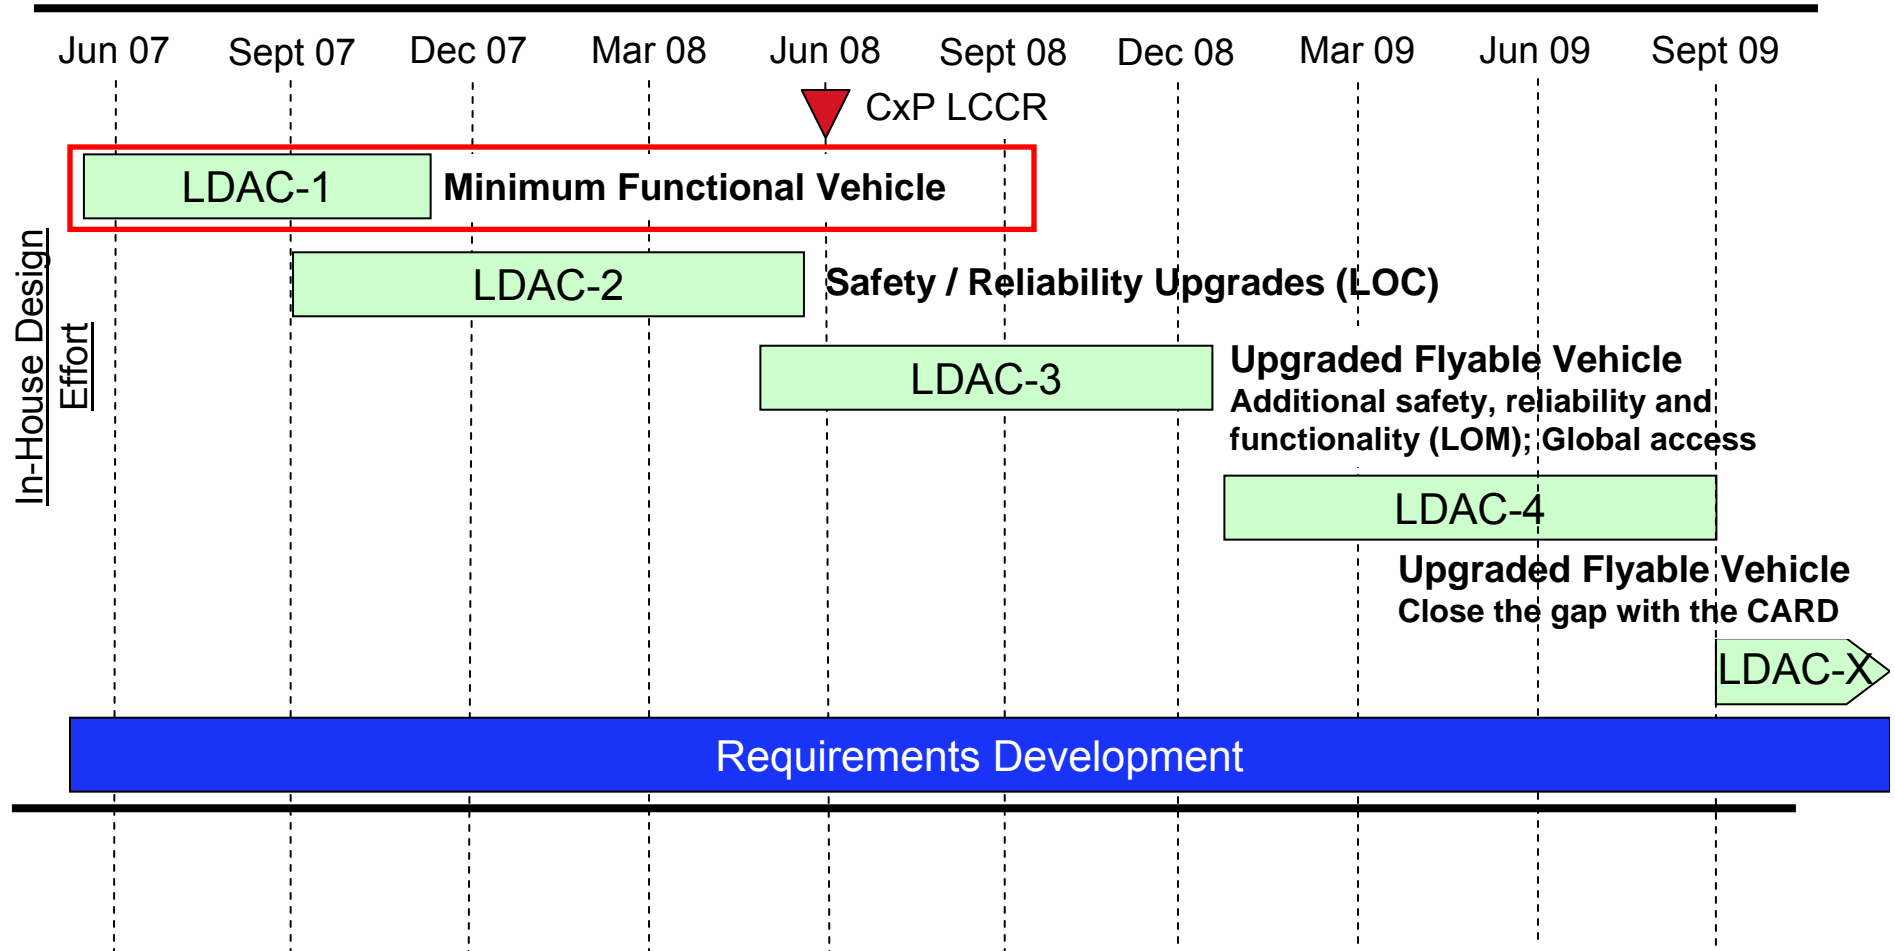 Jun 07 Sept 07 Dec 07 Mar 08 Jun 08 Sept 08 Dec 08 Mar 09 Jun 09 Sept 09
CxP LCCR
LDAC-1 Minimum Functional Vehicle
In-House Design
Effort
LDAC-2 Safety / Reliability Upgrades (LOC)
LDAC-3 Upgraded Flyable Vehicle
Additional safety, reliability and
functionality (LOM); Global access
LDAC-4
Upgraded Flyable Vehicle
Close the gap with the CARD
LDAC-X
Requirements Development